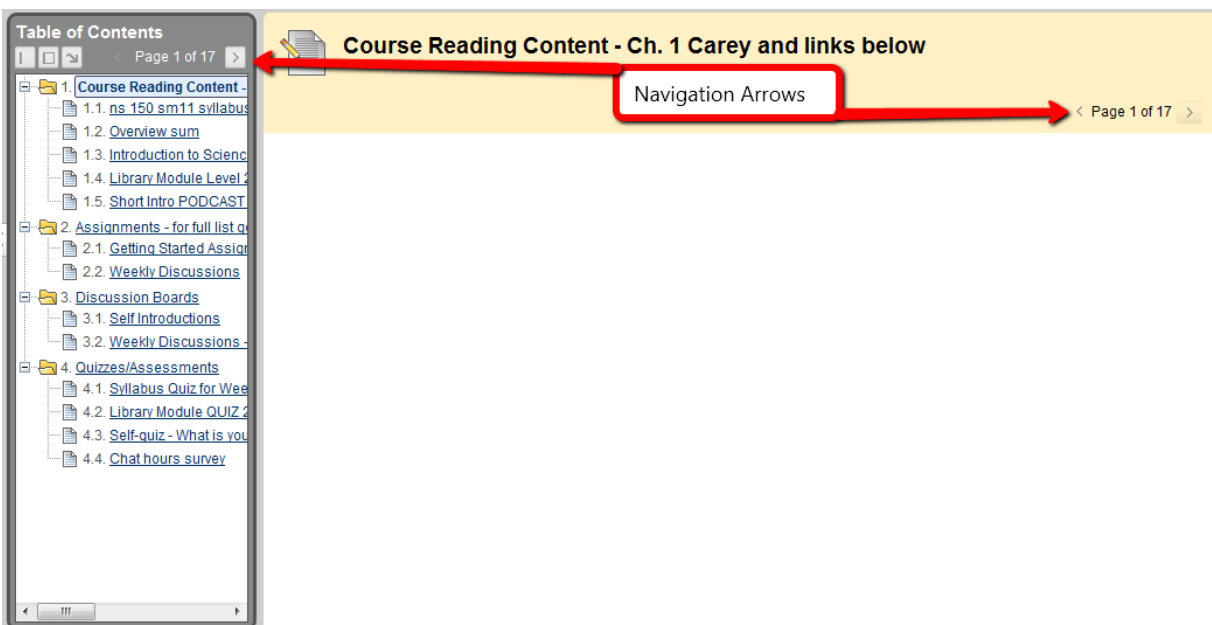 Table of Contents
< Page 1 of 17 >
1. Course Reading Content -
1.1. ns 150 sm11 syllabus
1.2. Overview sum
1.3. Introduction to Scienc
1.4. Library Module Level 2
1.5. Short Intro PODCAST
2. Assignments - for full list go
2.1. Getting Started Assign
2.2. Weekly Discussions
3. Discussion Boards
3.1. Self Introductions
3.2. Weekly Discussions -
4. Quizzes/Assessments
4.1. Syllabus Quiz for Wee
4.2. Library Module QUIZ 2
4.3. Self-quiz - What is you
4.4. Chat hours survey
Course Reading Content - Ch. 1 Carey and links below
Navigation Arrows
< Page 1 of 17 >